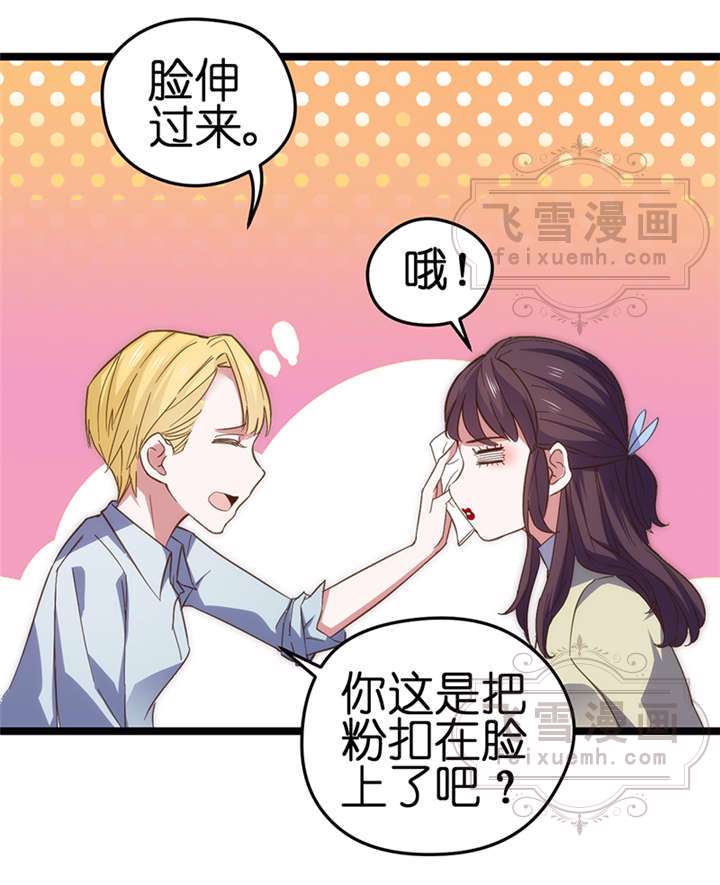 脸伸
过来。
飞雪漫画
feixuemh.com
哦！
你这是把
粉扣在脸
上了吧？
飞雪漫画
feixuemh.com